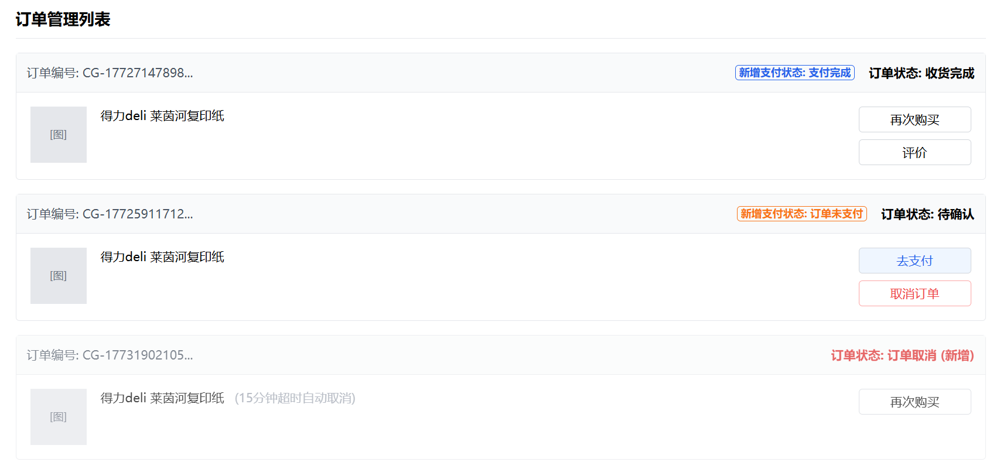 订单管理列表
订单编号: CG-17727147898... 新增支付状态: 支付完成 订单状态: 收货完成
[图] 得力deli 莱茵河复印纸 再次购买
评价
订单编号: CG-17725911712... 新增支付状态: 订单未支付 订单状态: 待确认
[图] 得力deli 莱茵河复印纸 去支付
取消订单
订单编号: CG-17731902105... 订单状态: 订单取消 (新增)
[图] 得力deli 莱茵河复印纸 (15分钟超时自动取消) 再次购买